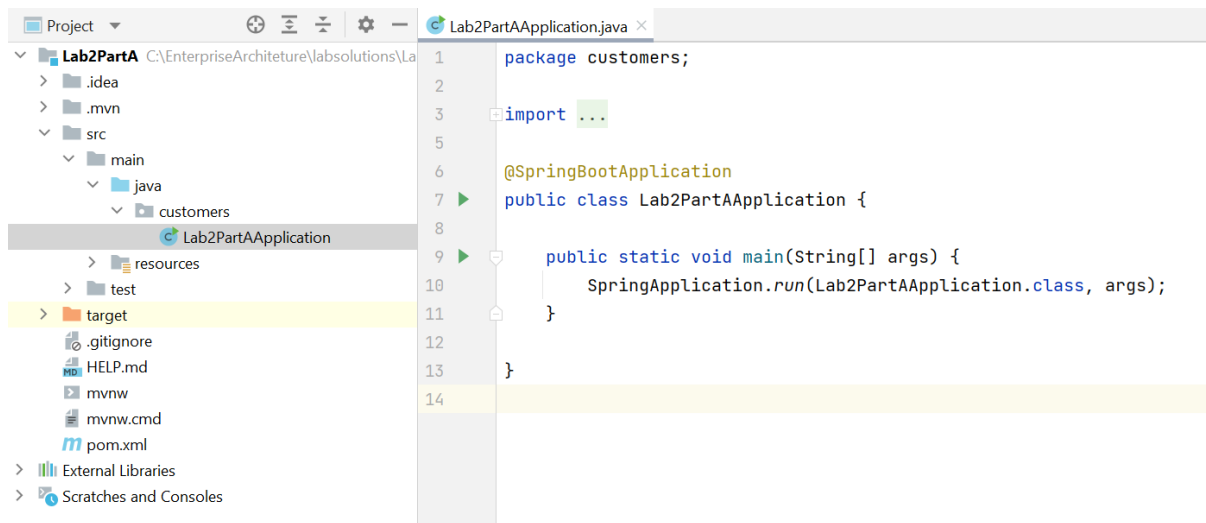 Project
Lab2PartA C:\EnterpriseArchiteture\labsolutions\La
.idea
.mvn
src
main
java
customers
Lab2PartAApplication
resources
test
target
.gitignore
HELP.md
mvnw
mvnw.cmd
pom.xml
External Libraries
Scratches and Consoles
Lab2PartAApplication.java
1 package customers;
2
3 import ...
5
6 @SpringBootApplication
7 public class Lab2PartAApplication {
8
9 public static void main(String[] args) {
10 SpringApplication.run(Lab2PartAApplication.class, args);
11 }
12
13 }
14